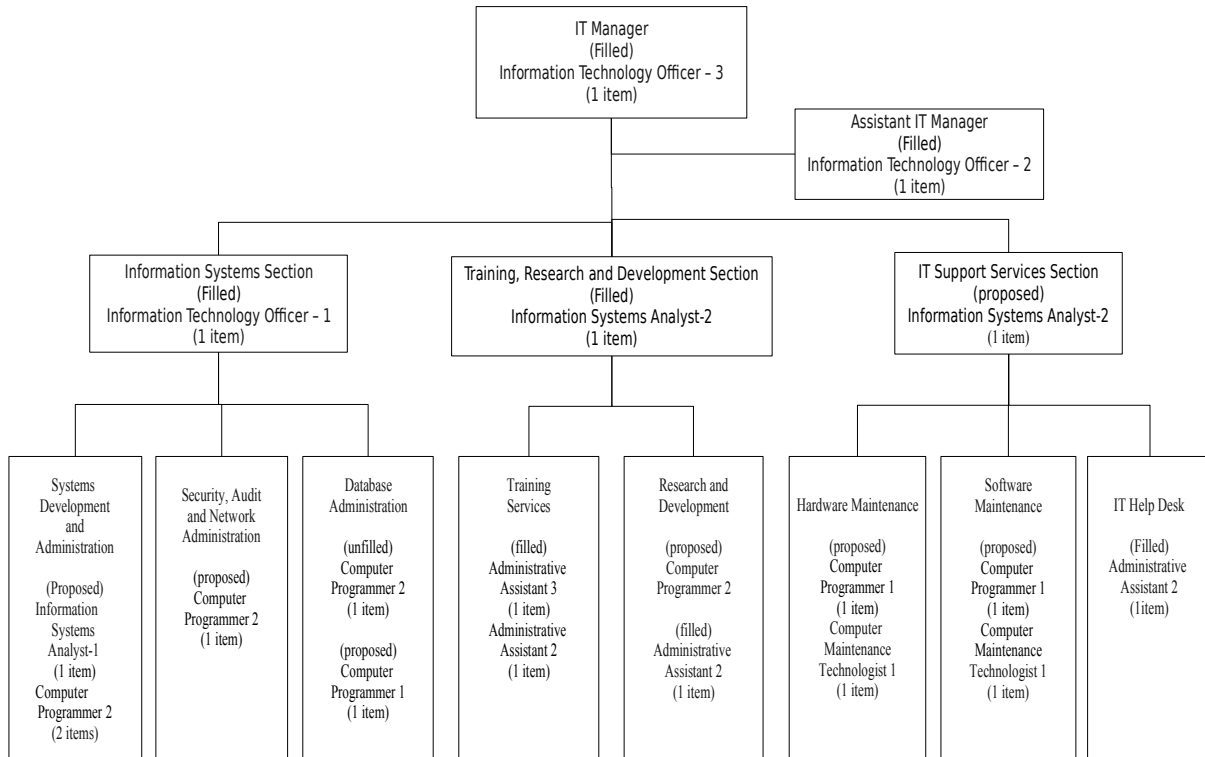 IT Manager
(Filled)
Information Technology Officer – 3
(1 item)
Assistant IT Manager
(Filled)
Information Technology Officer – 2
(1 item)
Information Systems Section
(Filled)
Information Technology Officer – 1
(1 item)
Training, Research and Development Section
(Filled)
Information Systems Analyst-2
(1 item)
IT Support Services Section
(proposed)
Information Systems Analyst-2
(1 item)
Systems
Development
and
Administration
(Proposed)
Information
Systems
Analyst-1
(1 item)
Computer
Programmer 2
(2 items)
Security, Audit
and Network
Administration
(proposed)
Computer
Programmer 2
(1 item)
Database
Administration
(unfilled)
Computer
Programmer 2
(1 item)
(proposed)
Computer
Programmer 1
(1 item)
Training
Services
(filled)
Administrative
Assistant 3
(1 item)
Administrative
Assistant 2
(1 item)
Research and
Development
(proposed)
Computer
Programmer 2
(filled)
Administrative
Assistant 2
(1 item)
Hardware Maintenance
(proposed)
Computer
Programmer 1
(1 item)
Computer
Maintenance
Technologist 1
(1 item)
Software
Maintenance
(proposed)
Computer
Programmer 1
(1 item)
Computer
Maintenance
Technologist 1
(1 item)
IT Help Desk
(Filled)
Administrative
Assistant 2
(1item)